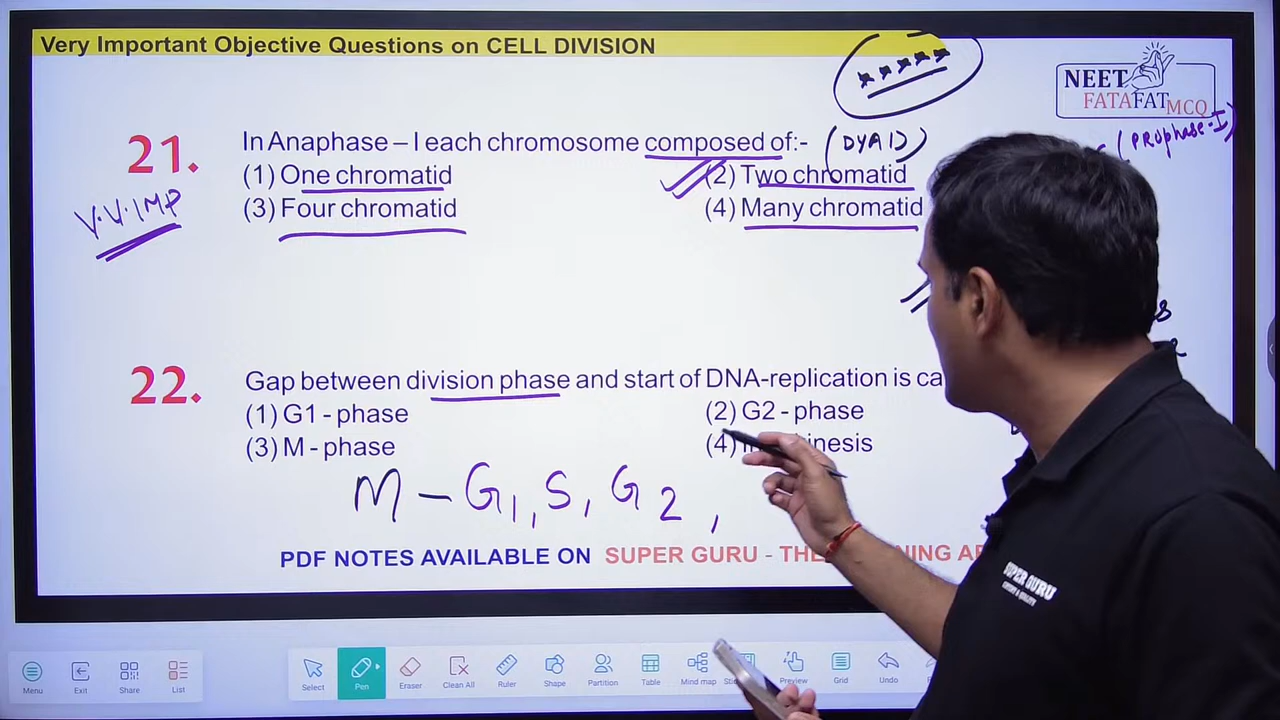 Very Important Objective Questions on CELL DIVISION
NEET
FATAFAT MCQ
(PROPHASE-I)
21. In Anaphase – I each chromosome composed of:- (DYAD)
(1) One chromatid (2) Two chromatid
(3) Four chromatid (4) Many chromatid
V.V.IMP
22. Gap between division phase and start of DNA-replication is
(1) G1 - phase (2) G2 - phase
(3) M - phase (4)
M – G1, S, G2,
PDF NOTES AVAILABLE ON SUPER GURU -
SUPER GURU
Menu Exit Share List Select Pen Eraser Clean All Ruler Shape Partition Table Mind map Preview Grid Undo